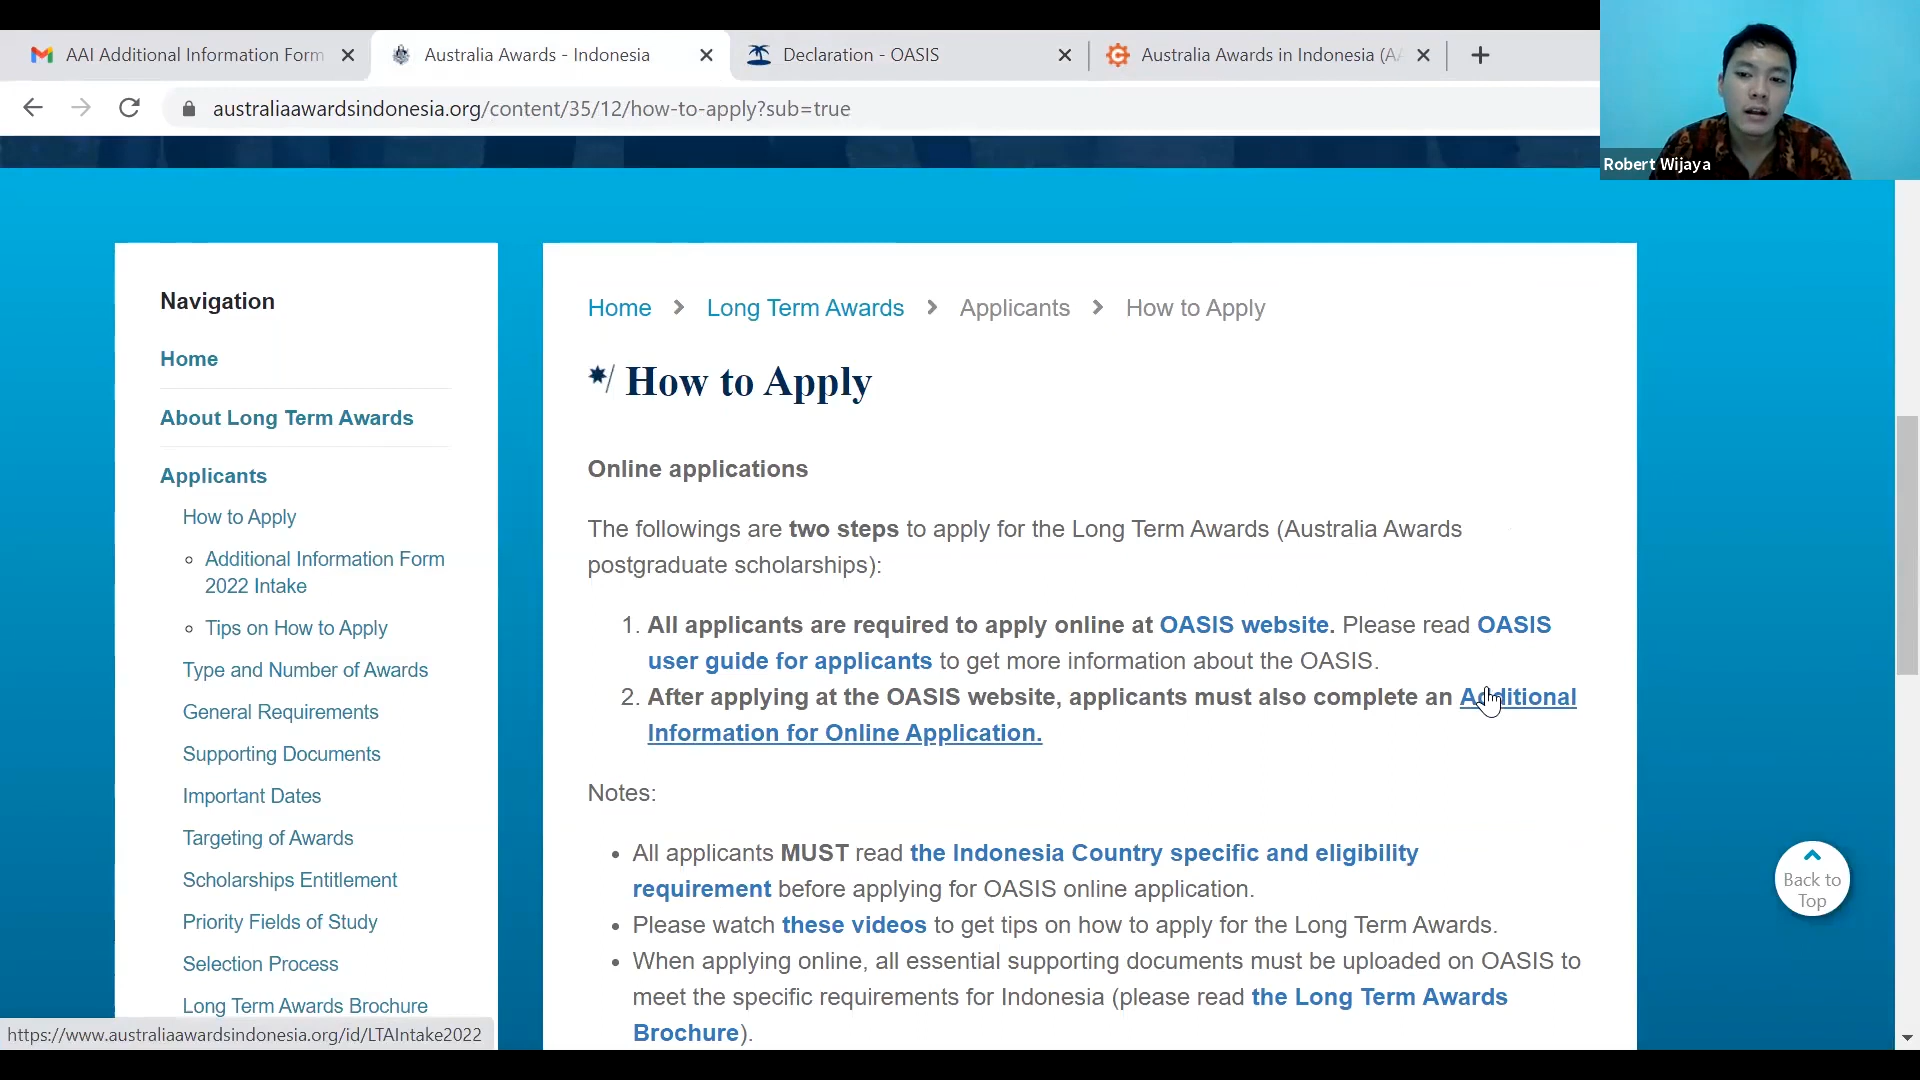 AAI Additional Information Form
Australia Awards - Indonesia
Declaration - OASIS
Australia Awards in Indonesia (AA
australiaawardsindonesia.org/content/35/12/how-to-apply?sub=true
Robert Wijaya
Navigation
Home
About Long Term Awards
Applicants
How to Apply
Additional Information Form
2022 Intake
Tips on How to Apply
Type and Number of Awards
General Requirements
Supporting Documents
Important Dates
Targeting of Awards
Scholarships Entitlement
Priority Fields of Study
Selection Process
Long Term Awards Brochure
Home > Long Term Awards > Applicants > How to Apply
How to Apply
Online applications
The followings are two steps to apply for the Long Term Awards (Australia Awards
postgraduate scholarships):
1. All applicants are required to apply online at OASIS website. Please read OASIS
user guide for applicants to get more information about the OASIS.
2. After applying at the OASIS website, applicants must also complete an Additional
Information for Online Application.
Notes:
• All applicants MUST read the Indonesia Country specific and eligibility
requirement before applying for OASIS online application.
• Please watch these videos to get tips on how to apply for the Long Term Awards.
• When applying online, all essential supporting documents must be uploaded on OASIS to
meet the specific requirements for Indonesia (please read the Long Term Awards
Brochure).
Back to
Top
https://www.australiaawardsindonesia.org/id/LTAIntake2022